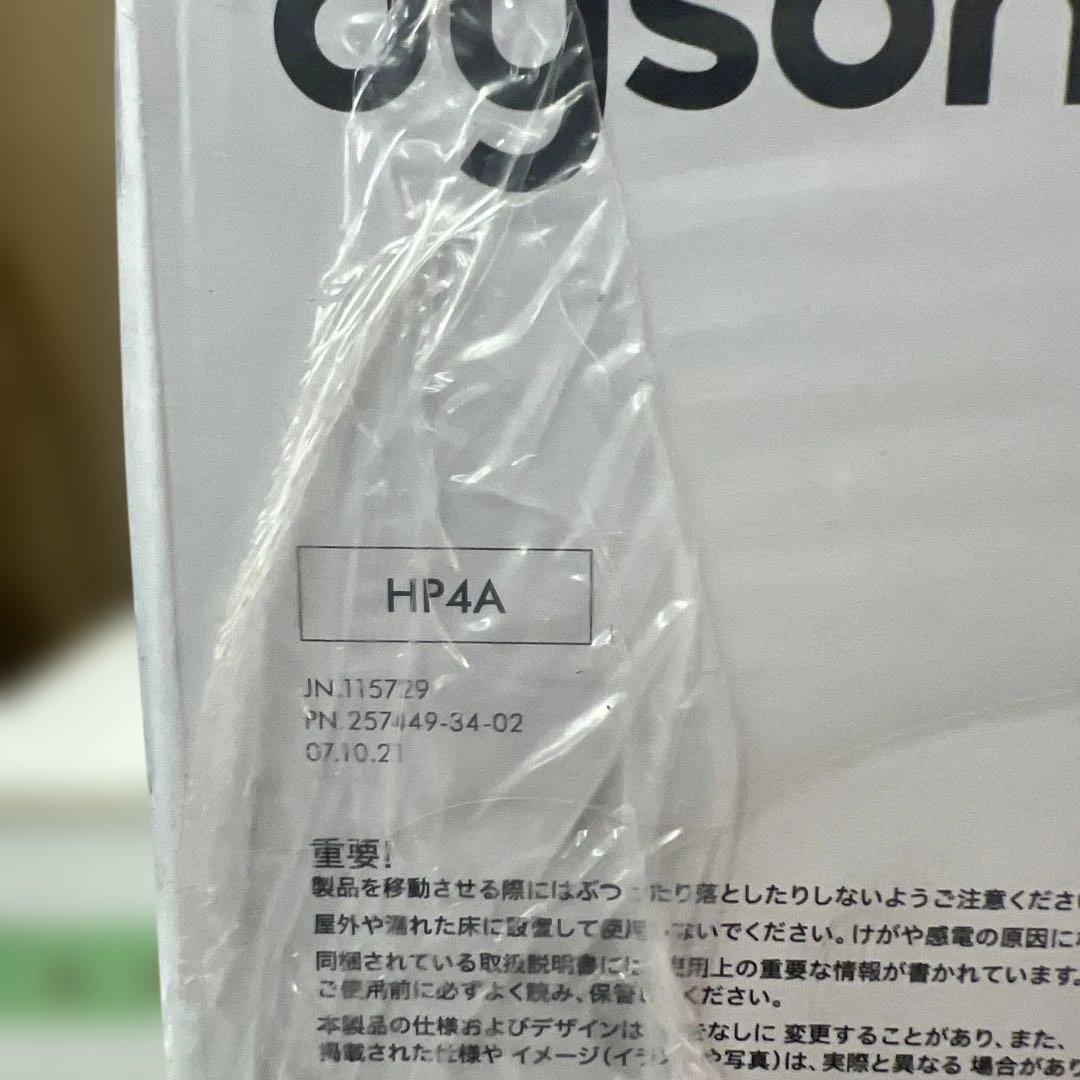 dyson
HP4A
JN.115729
PN.257449-34-02
07.10.21
重要!
製品を移動させる際にはぶつ たり落としたりしないようご注意くださ
屋外や濡れた床に設置して使用 ないでください。けがや感電の原因に
同梱されている取扱説明書には 使用上の重要な情報が書かれています。
ご使用前に必ずよく読み、保管 ください。
本製品の仕様およびデザインは なしに 変更することがあり、また、
掲載された仕様や イメージ(イラ や写真)は、実際と異なる 場合があり